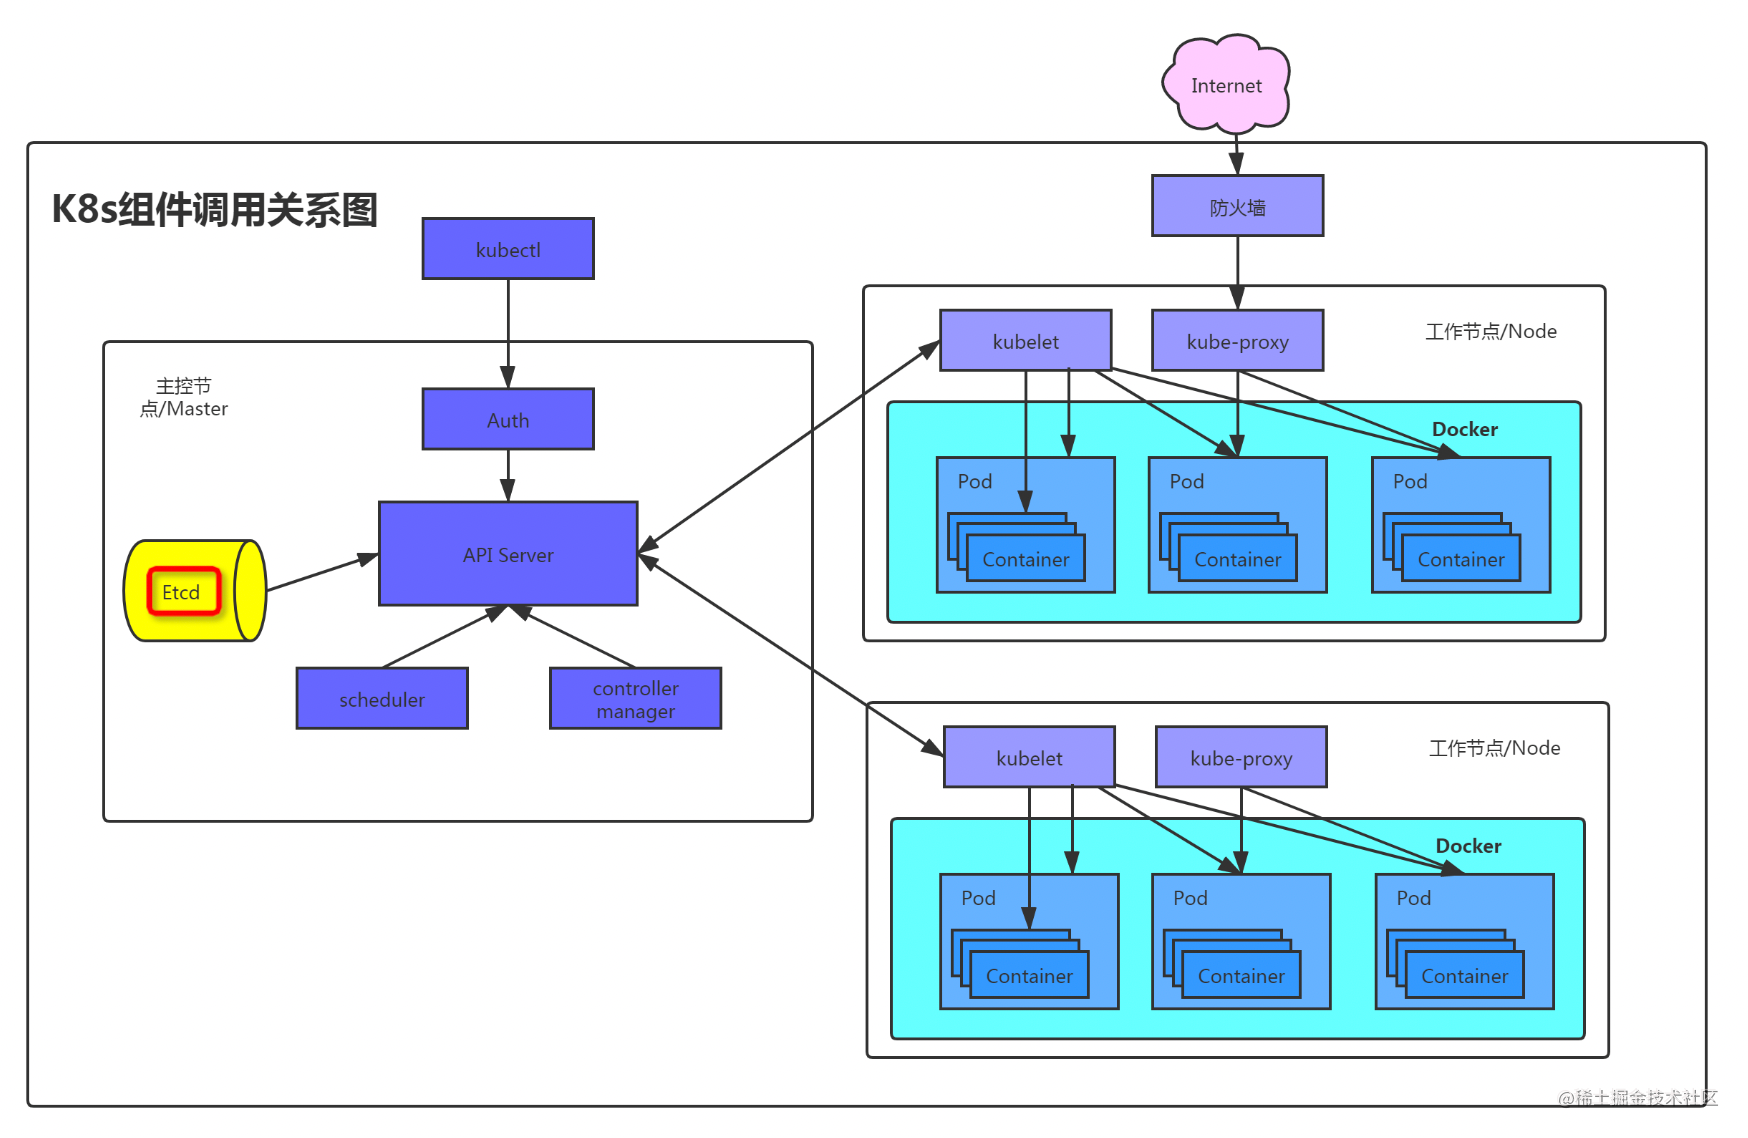 Internet
K8s组件调用关系图
防火墙
kubectl
主控节
点/Master
Auth
API Server
Etcd
scheduler
controller
manager
kubelet
kube-proxy
工作节点/Node
Docker
Pod
Container
Pod
Container
Pod
Container
kubelet
kube-proxy
工作节点/Node
Docker
Pod
Container
Pod
Container
Pod
Container
@稀土掘金技术社区